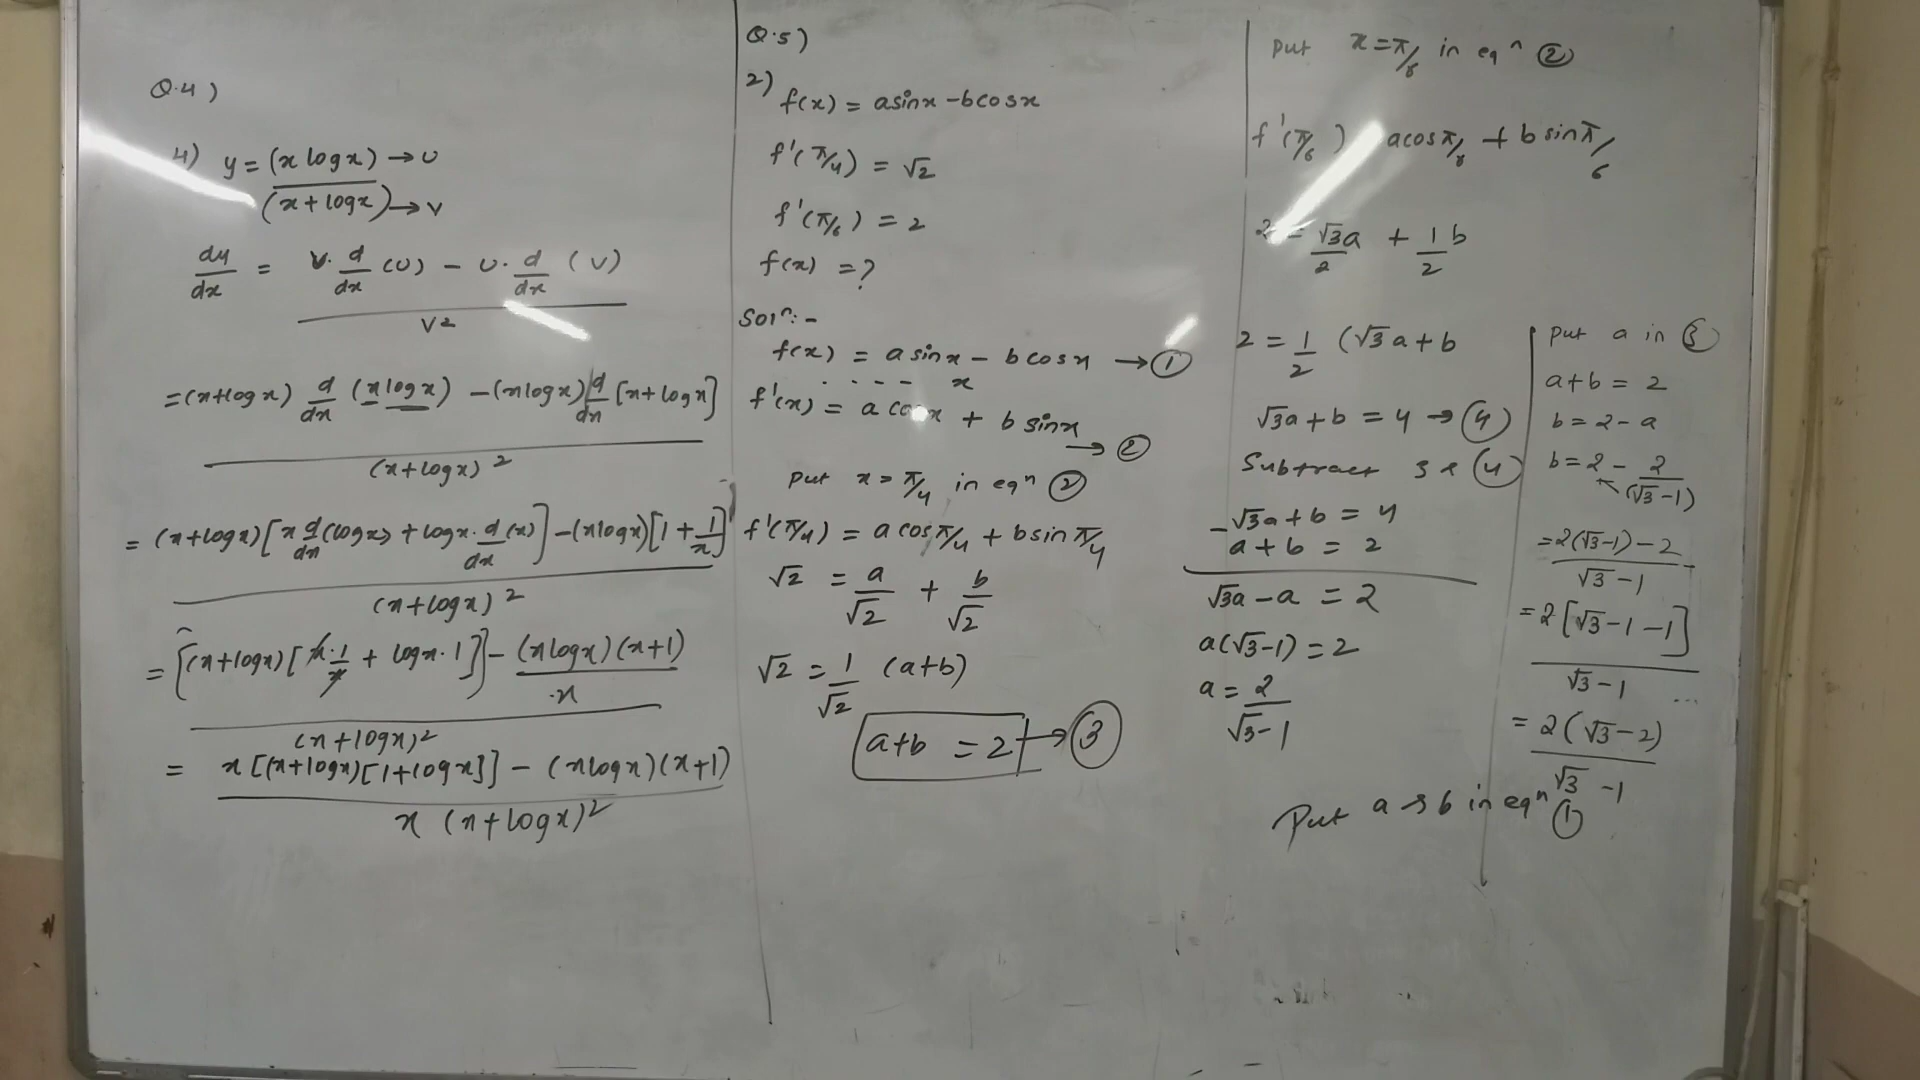 Q.4)
4) y = (x log x) → U
(x + log x) → V
dy/dx = V. d/dx (U) - U. d/dx (V)
V2
= (x+log x) d/dx (x log x) - (x log x) d/dx [x+log x]
(x+log x)2
= (x+log x) [x d/dx (log x) + log x. d/dx (x)] - (x log x) [1 + 1/x]
(x+log x)2
= [(x+log x) [x. 1/x + log x. 1]] - (x log x) (x+1)/x
(x+log x)2
= x [(x+log x) [1+log x]] - (x log x) (x+1)
x (x+log x)2
Q.5)
2) f(x) = a sin x - b cos x
f'(π/4) = √2
f'(π/6) = 2
f(x) = ?
Solⁿ:-
f(x) = a sin x - b cos x → ①
x
f'(x) = a cos x + b sin x
→ ②
put x = π/4 in eqⁿ ②
f'(π/4) = a cos π/4 + b sin π/4
√2 = a/√2 + b/√2
√2 = 1/√2 (a+b)
a+b = 2 → ③
put x = π/6 in eqⁿ ②
f'(π/6) a cos π/6 + b sin π/6
2 = √3a/2 + 1/2 b
2 = 1/2 (√3 a + b
√3a + b = 4 → ④
Subtract 3 & ④
- √3a + b = 4
a + b = 2
√3a - a = 2
a(√3-1) = 2
a = 2/√3-1
put a in ③
a+b = 2
b = 2 - a
b = 2 - 2/(√3-1)
= 2(√3-1) - 2
√3 - 1
= 2 [√3-1-1]
√3 - 1
= 2 (√3-2)
√3 - 1
Put a & b in eqⁿ ①